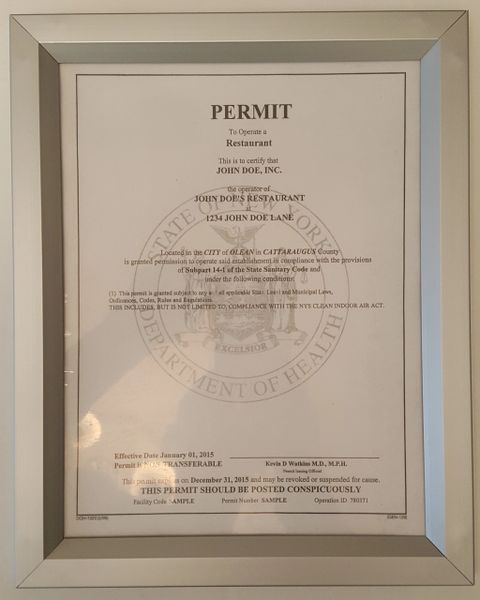 PERMIT
To Operate a
Restaurant
This is to certify that
JOHN DOE, INC.
the operator of
JOHN DOE'S RESTAURANT
at
1234 JOHN DOE LANE
Located in the CITY of OLEAN in CATTARAUGUS County
is granted permission to operate said establishment in compliance with the provisions
of Subpart 14-1 of the State Sanitary Code and
under the following conditions:
(1) This permit is granted subject to any and all applicable State, Local and Municipal Laws,
Ordinances, Codes, Rules and Regulations.
THIS INCLUDES, BUT IS NOT LIMITED TO, COMPLIANCE WITH THE NYS CLEAN INDOOR AIR ACT.
STATE OF NEW YORK
EXCELSIOR
DEPARTMENT OF HEALTH
Effective Date January 01, 2015
Permit is NON-TRANSFERABLE
Kevin D Watkins M.D., M.P.H.
Permit Issuing Official
This permit expires on December 31, 2015 and may be revoked or suspended for cause.
THIS PERMIT SHOULD BE POSTED CONSPICUOUSLY
Facility Code SAMPLE Permit Number SAMPLE Operation ID 780371